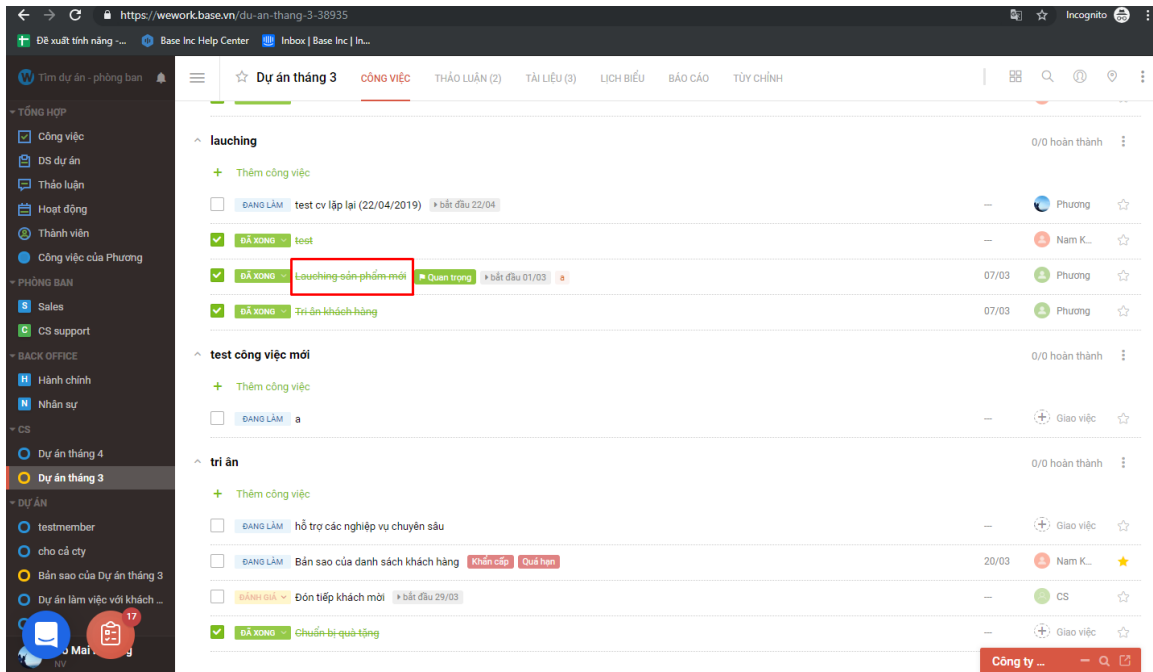 https://wework.base.vn/du-an-thang-3-38935
Incognito
Đề xuất tính năng -...
Base Inc Help Center
Inbox | Base Inc | In...
W
Tìm dự án - phòng ban
Dự án tháng 3
CÔNG VIỆC
THẢO LUẬN (2)
TÀI LIỆU (3)
LỊCH BIỂU
BÁO CÁO
TÙY CHỈNH
TỔNG HỢP
Công việc
DS dự án
Thảo luận
Hoạt động
Thành viên
Công việc của Phương
PHÒNG BAN
S Sales
C CS support
BACK OFFICE
H Hành chính
N Nhân sự
CS
Dự án tháng 4
Dự án tháng 3
DỰ ÁN
testmember
cho cả cty
Bản sao của Dự án tháng 3
Dự án làm việc với khách ...
17
NV
lauching
0/0 hoàn thành
+ Thêm công việc
ĐANG LÀM test cv lặp lại (22/04/2019) bắt đầu 22/04 — Phương
ĐÃ XONG test — Nam K...
ĐÃ XONG Lauching sản phẩm mới Quan trọng bắt đầu 01/03 a 07/03 Phương
ĐÃ XONG Tri ân khách hàng 07/03 Phương
test công việc mới
0/0 hoàn thành
+ Thêm công việc
ĐANG LÀM a — Giao việc
tri ân
0/0 hoàn thành
+ Thêm công việc
ĐANG LÀM hỗ trợ các nghiệp vụ chuyên sâu — Giao việc
ĐANG LÀM Bản sao của danh sách khách hàng Khẩn cấp Quá hạn 20/03 Nam K...
ĐÁNH GIÁ Đón tiếp khách mời bắt đầu 29/03 — CS
ĐÃ XONG Chuẩn bị quà tặng — Giao việc
Công ty ...